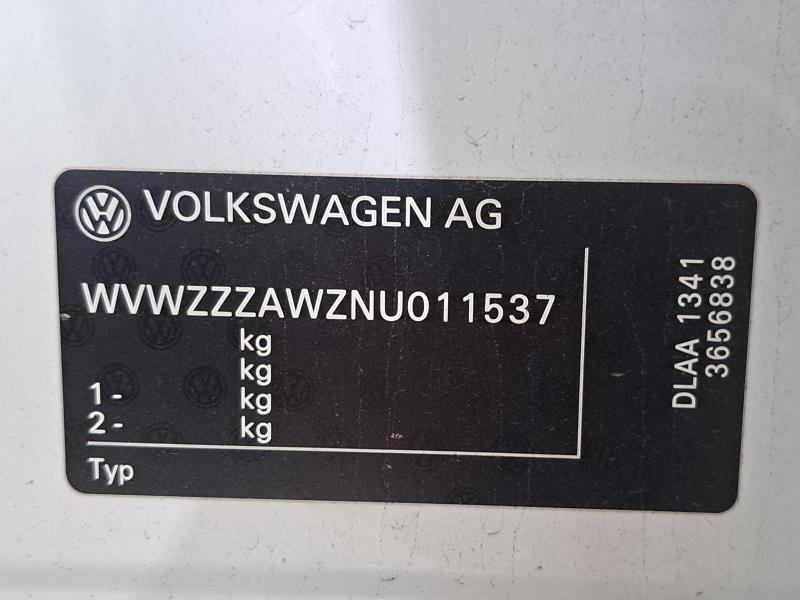 VOLKSWAGEN AG
WVWZZZAWZNU011537
kg
kg
1- kg
2- kg
Typ
DLAA 1341
3656838